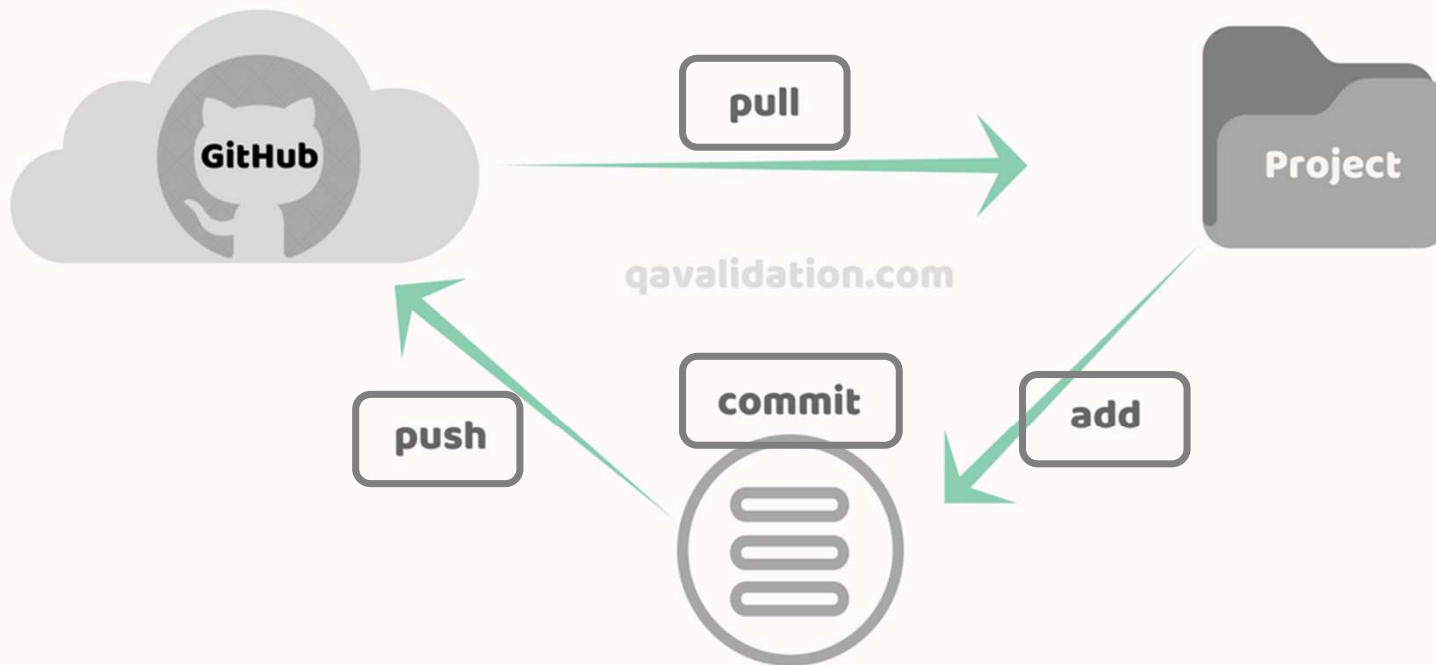 pull
GitHub
Project
qavalidation.com
commit
add
push